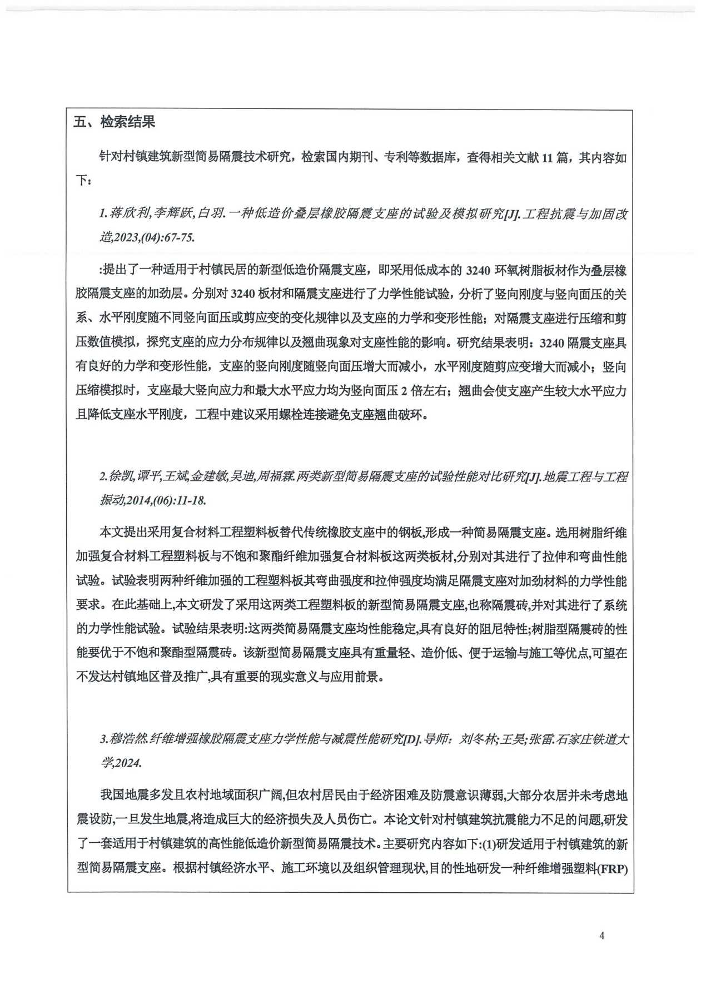 五、检索结果
针对村镇建筑新型简易隔震技术研究，检索国内期刊、专利等数据库，查得相关文献 11 篇，其内容如
下：
1.蒋欣利,李辉跃,白羽.一种低造价叠层橡胶隔震支座的试验及模拟研究[J].工程抗震与加固改
造,2023,(04):67-75.
:提出了一种适用于村镇民居的新型低造价隔震支座，即采用低成本的 3240 环氧树脂板材作为叠层橡
胶隔震支座的加劲层。分别对 3240 板材和隔震支座进行了力学性能试验，分析了竖向刚度与竖向面压的关
系、水平刚度随不同竖向面压或剪应变的变化规律以及支座的力学和变形性能；对隔震支座进行压缩和剪
压数值模拟，探究支座的应力分布规律以及翘曲现象对支座性能的影响。研究结果表明：3240 隔震支座具
有良好的力学和变形性能，支座的竖向刚度随竖向面压增大而减小，水平刚度随剪应变增大而减小；竖向
压缩模拟时，支座最大竖向应力和最大水平应力均为竖向面压 2 倍左右；翘曲会使支座产生较大水平应力
且降低支座水平刚度，工程中建议采用螺栓连接避免支座翘曲破坏。
2.徐凯,谭平,王斌,金建敏,吴迪,周福霖.两类新型简易隔震支座的试验性能对比研究[J].地震工程与工程
振动,2014,(06):11-18.
本文提出采用复合材料工程塑料板替代传统橡胶支座中的钢板,形成一种简易隔震支座。选用树脂纤维
加强复合材料工程塑料板与不饱和聚酯纤维加强复合材料板这两类板材,分别对其进行了拉伸和弯曲性能
试验。试验表明两种纤维加强的工程塑料板其弯曲强度和拉伸强度均满足隔震支座对加劲材料的力学性能
要求。在此基础上,本文研发了采用这两类工程塑料板的新型简易隔震支座,也称隔震砖,并对其进行了系统
的力学性能试验。试验结果表明:这两类简易隔震支座均性能稳定,具有良好的阻尼特性;树脂型隔震砖的性
能要优于不饱和聚酯型隔震砖。该新型简易隔震支座具有重量轻、造价低、便于运输与施工等优点,可望在
不发达村镇地区普及推广,具有重要的现实意义与应用前景。
3.穆浩然.纤维增强橡胶隔震支座力学性能与减震性能研究[D].导师：刘冬林;王昊;张雷.石家庄铁道大
学,2024.
我国地震多发且农村地域面积广阔,但农村居民由于经济困难及防震意识薄弱,大部分农居并未考虑地
震设防,一旦发生地震,将造成巨大的经济损失及人员伤亡。本论文针对村镇建筑抗震能力不足的问题,研发
了一套适用于村镇建筑的高性能低造价新型简易隔震技术。主要研究内容如下:(1)研发适用于村镇建筑的新
型简易隔震支座。根据村镇经济水平、施工环境以及组织管理现状,目的性地研发一种纤维增强塑料(FRP)
4